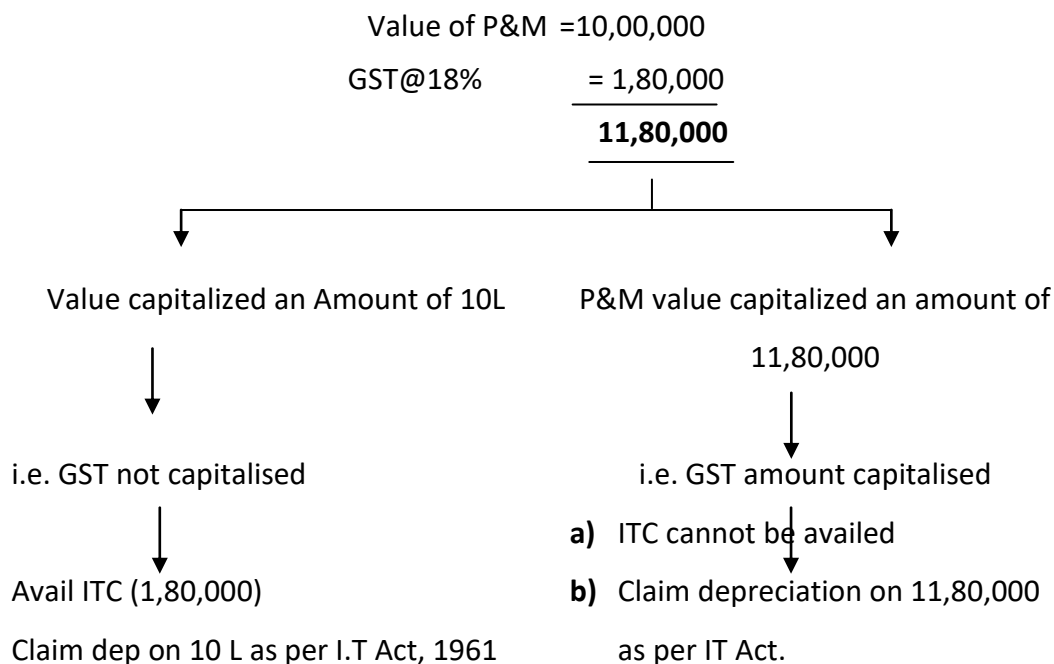 Value of P&M =10,00,000
GST@18% = 1,80,000
11,80,000
Value capitalized an Amount of 10L
i.e. GST not capitalised
Avail ITC (1,80,000)
Claim dep on 10 L as per I.T Act, 1961
P&M value capitalized an amount of
11,80,000
i.e. GST amount capitalised
a) ITC cannot be availed
b) Claim depreciation on 11,80,000
as per IT Act.